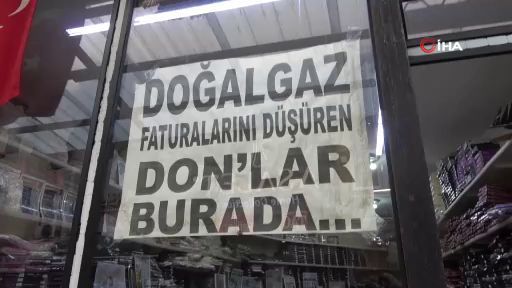 İHA
DOĞALGAZ
FATURALARINI DÜŞÜREN
DON'LAR
BURADA...